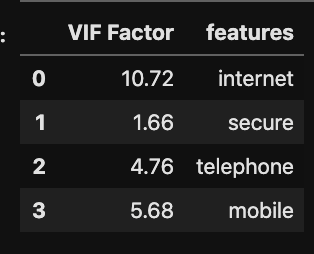 :
VIF Factor features
0 10.72 internet
1 1.66 secure
2 4.76 telephone
3 5.68 mobile